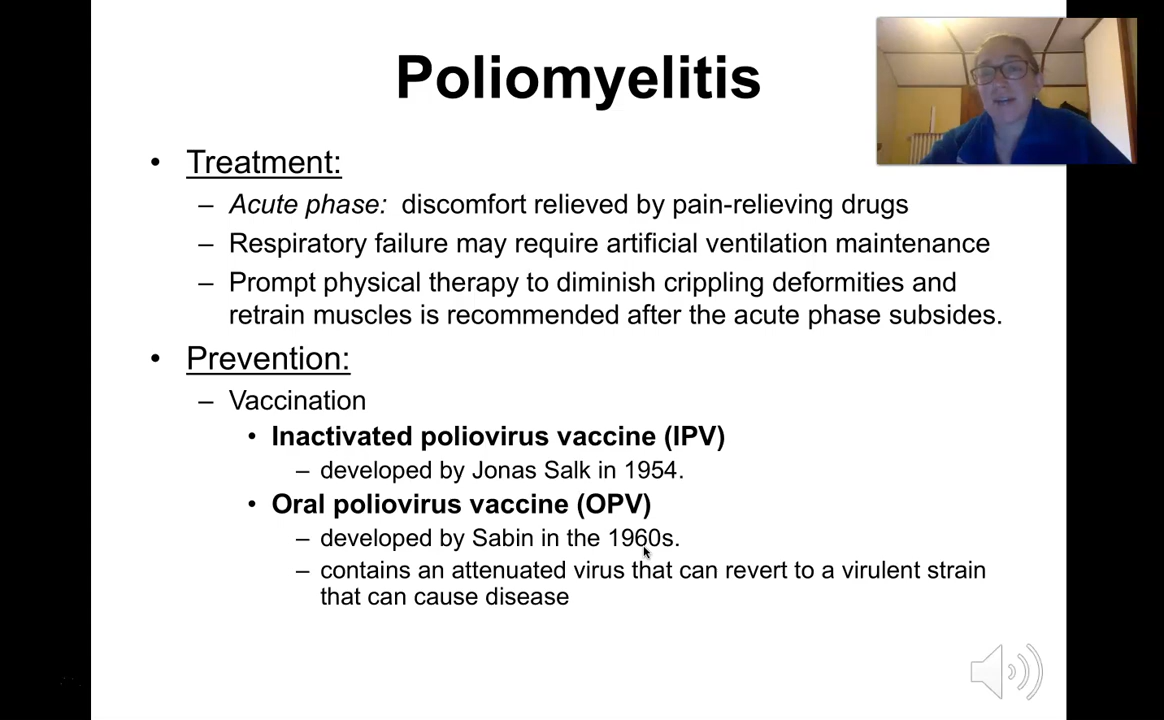 Poliomyelitis
• Treatment:
– Acute phase: discomfort relieved by pain-relieving drugs
– Respiratory failure may require artificial ventilation maintenance
– Prompt physical therapy to diminish crippling deformities and
retrain muscles is recommended after the acute phase subsides.
• Prevention:
– Vaccination
• Inactivated poliovirus vaccine (IPV)
– developed by Jonas Salk in 1954.
• Oral poliovirus vaccine (OPV)
– developed by Sabin in the 1960s.
– contains an attenuated virus that can revert to a virulent strain
that can cause disease